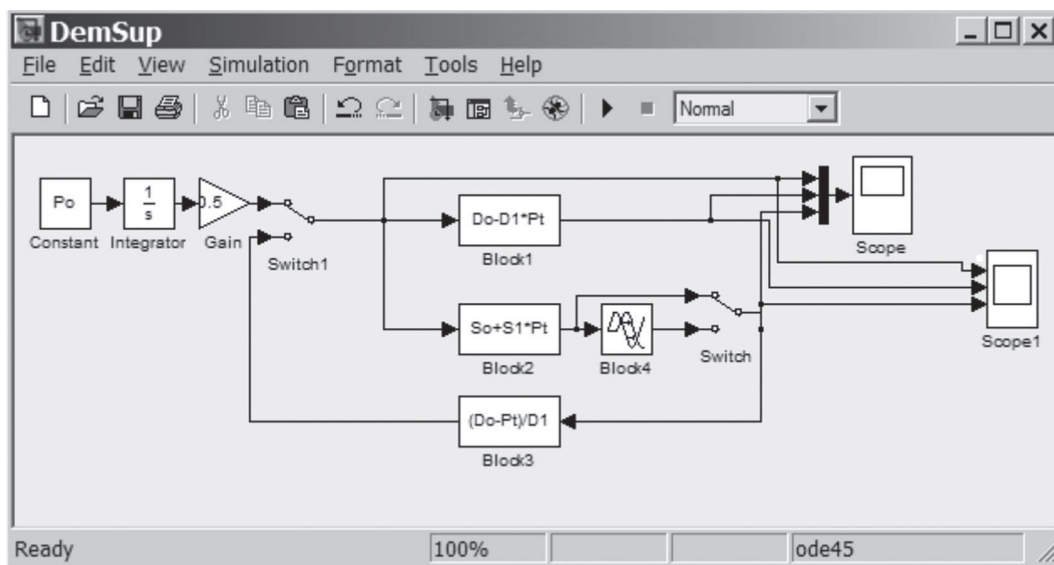 DemSup
File Edit View Simulation Format Tools Help
Normal
Po
Constant
1
s
Integrator
0.5
Gain
Switch1
Do-D1*Pt
Block1
Scope
Scope1
So+S1*Pt
Block2
Block4
Switch
(Do-Pt)/D1
Block3
Ready 100% ode45